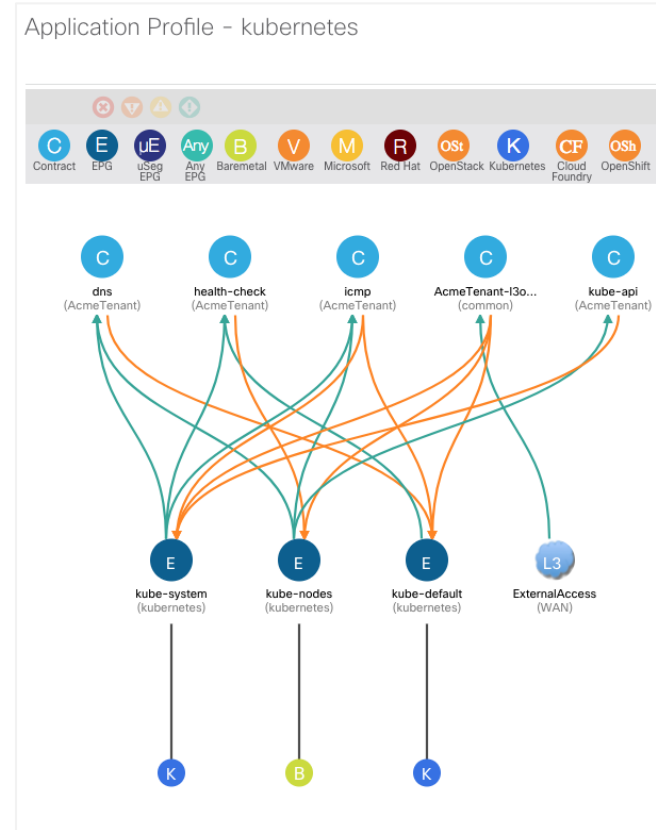 Application Profile - kubernetes
C E μE Any B V M R OSt K CF OSh
Contract EPG uSeg EPG Any EPG Baremetal VMware Microsoft Red Hat OpenStack Kubernetes Cloud Foundry OpenShift
C C C C C
dns health-check icmp AcmeTenant-l3o... kube-api
(AcmeTenant) (AcmeTenant) (AcmeTenant) (common) (AcmeTenant)
E E E L3
kube-system kube-nodes kube-default ExternalAccess
(kubernetes) (kubernetes) (kubernetes) (WAN)
K B K